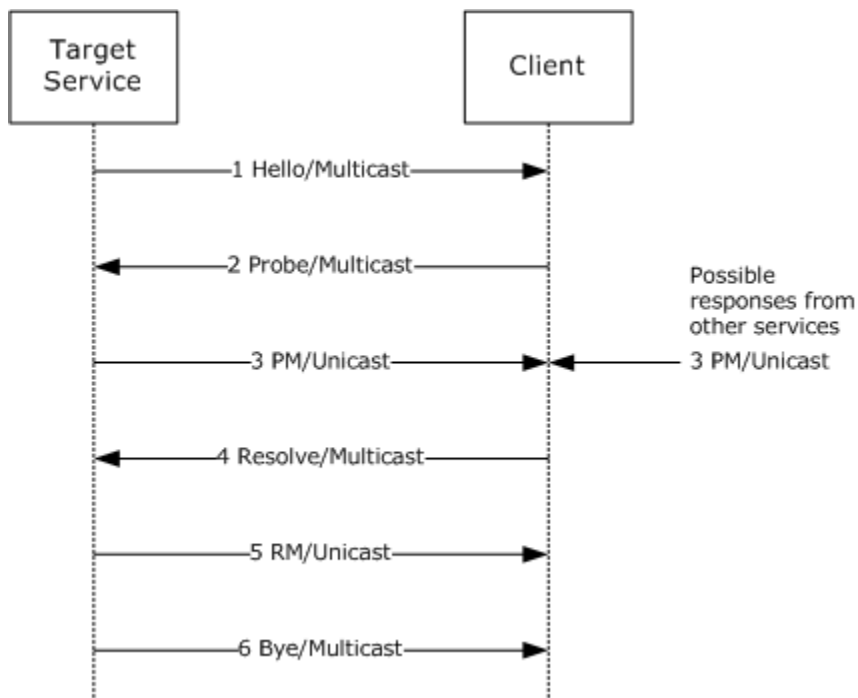 Target
Service
Client
1 Hello/Multicast
2 Probe/Multicast
Possible
responses from
other services
3 PM/Unicast
3 PM/Unicast
4 Resolve/Multicast
5 RM/Unicast
6 Bye/Multicast